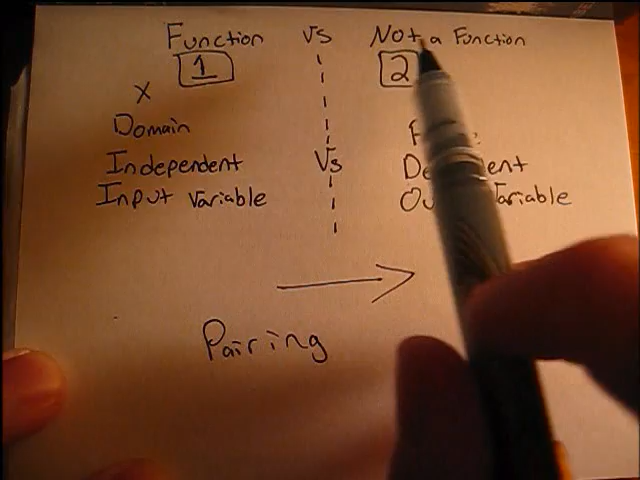 Function Vs Not a Function
1 2
X
Domain
Independent Vs
Input Variable Variable
Pairing